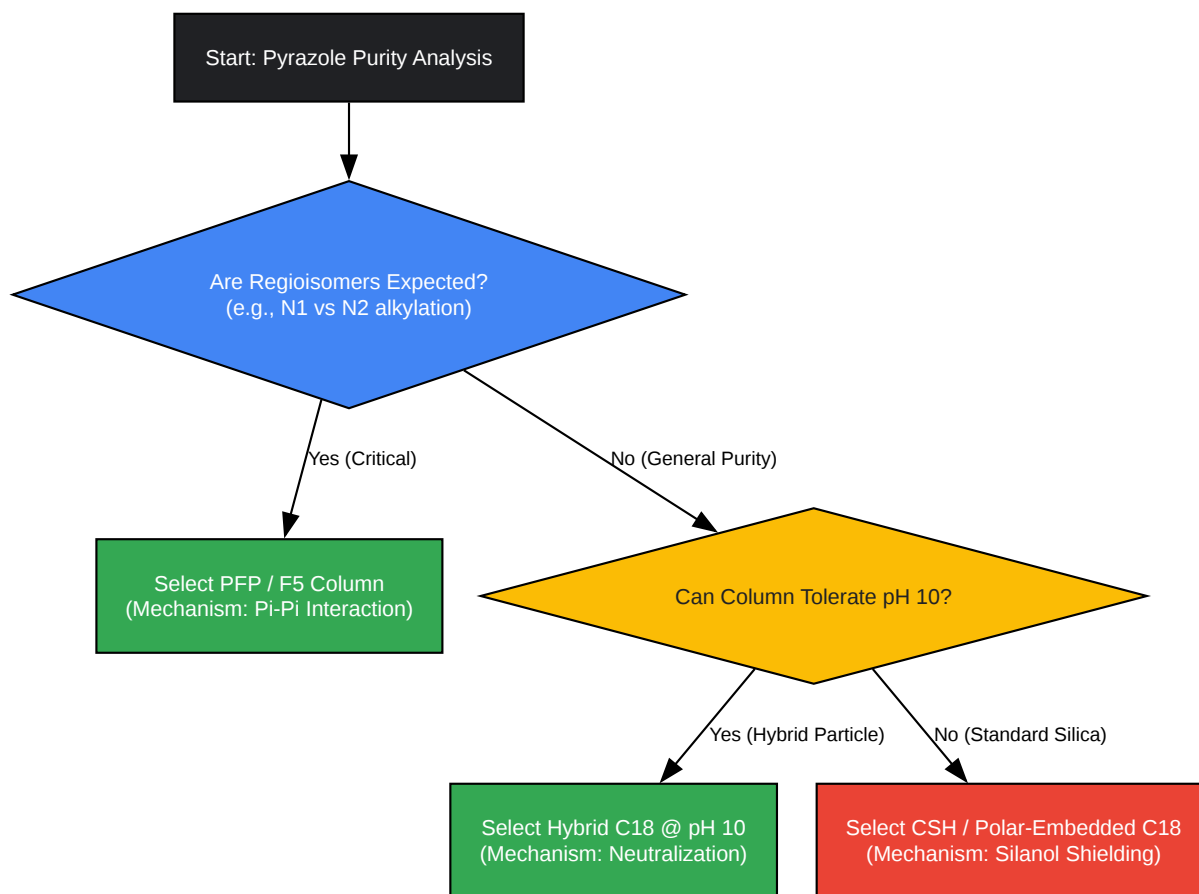 Start: Pyrazole Purity Analysis
Are Regioisomers Expected?
(e.g., N1 vs N2 alkylation)
Yes (Critical)
No (General Purity)
Select PFP / F5 Column
(Mechanism: Pi-Pi Interaction)
Can Column Tolerate pH 10?
Yes (Hybrid Particle)
No (Standard Silica)
Select Hybrid C18 @ pH 10
(Mechanism: Neutralization)
Select CSH / Polar-Embedded C18
(Mechanism: Silanol Shielding)